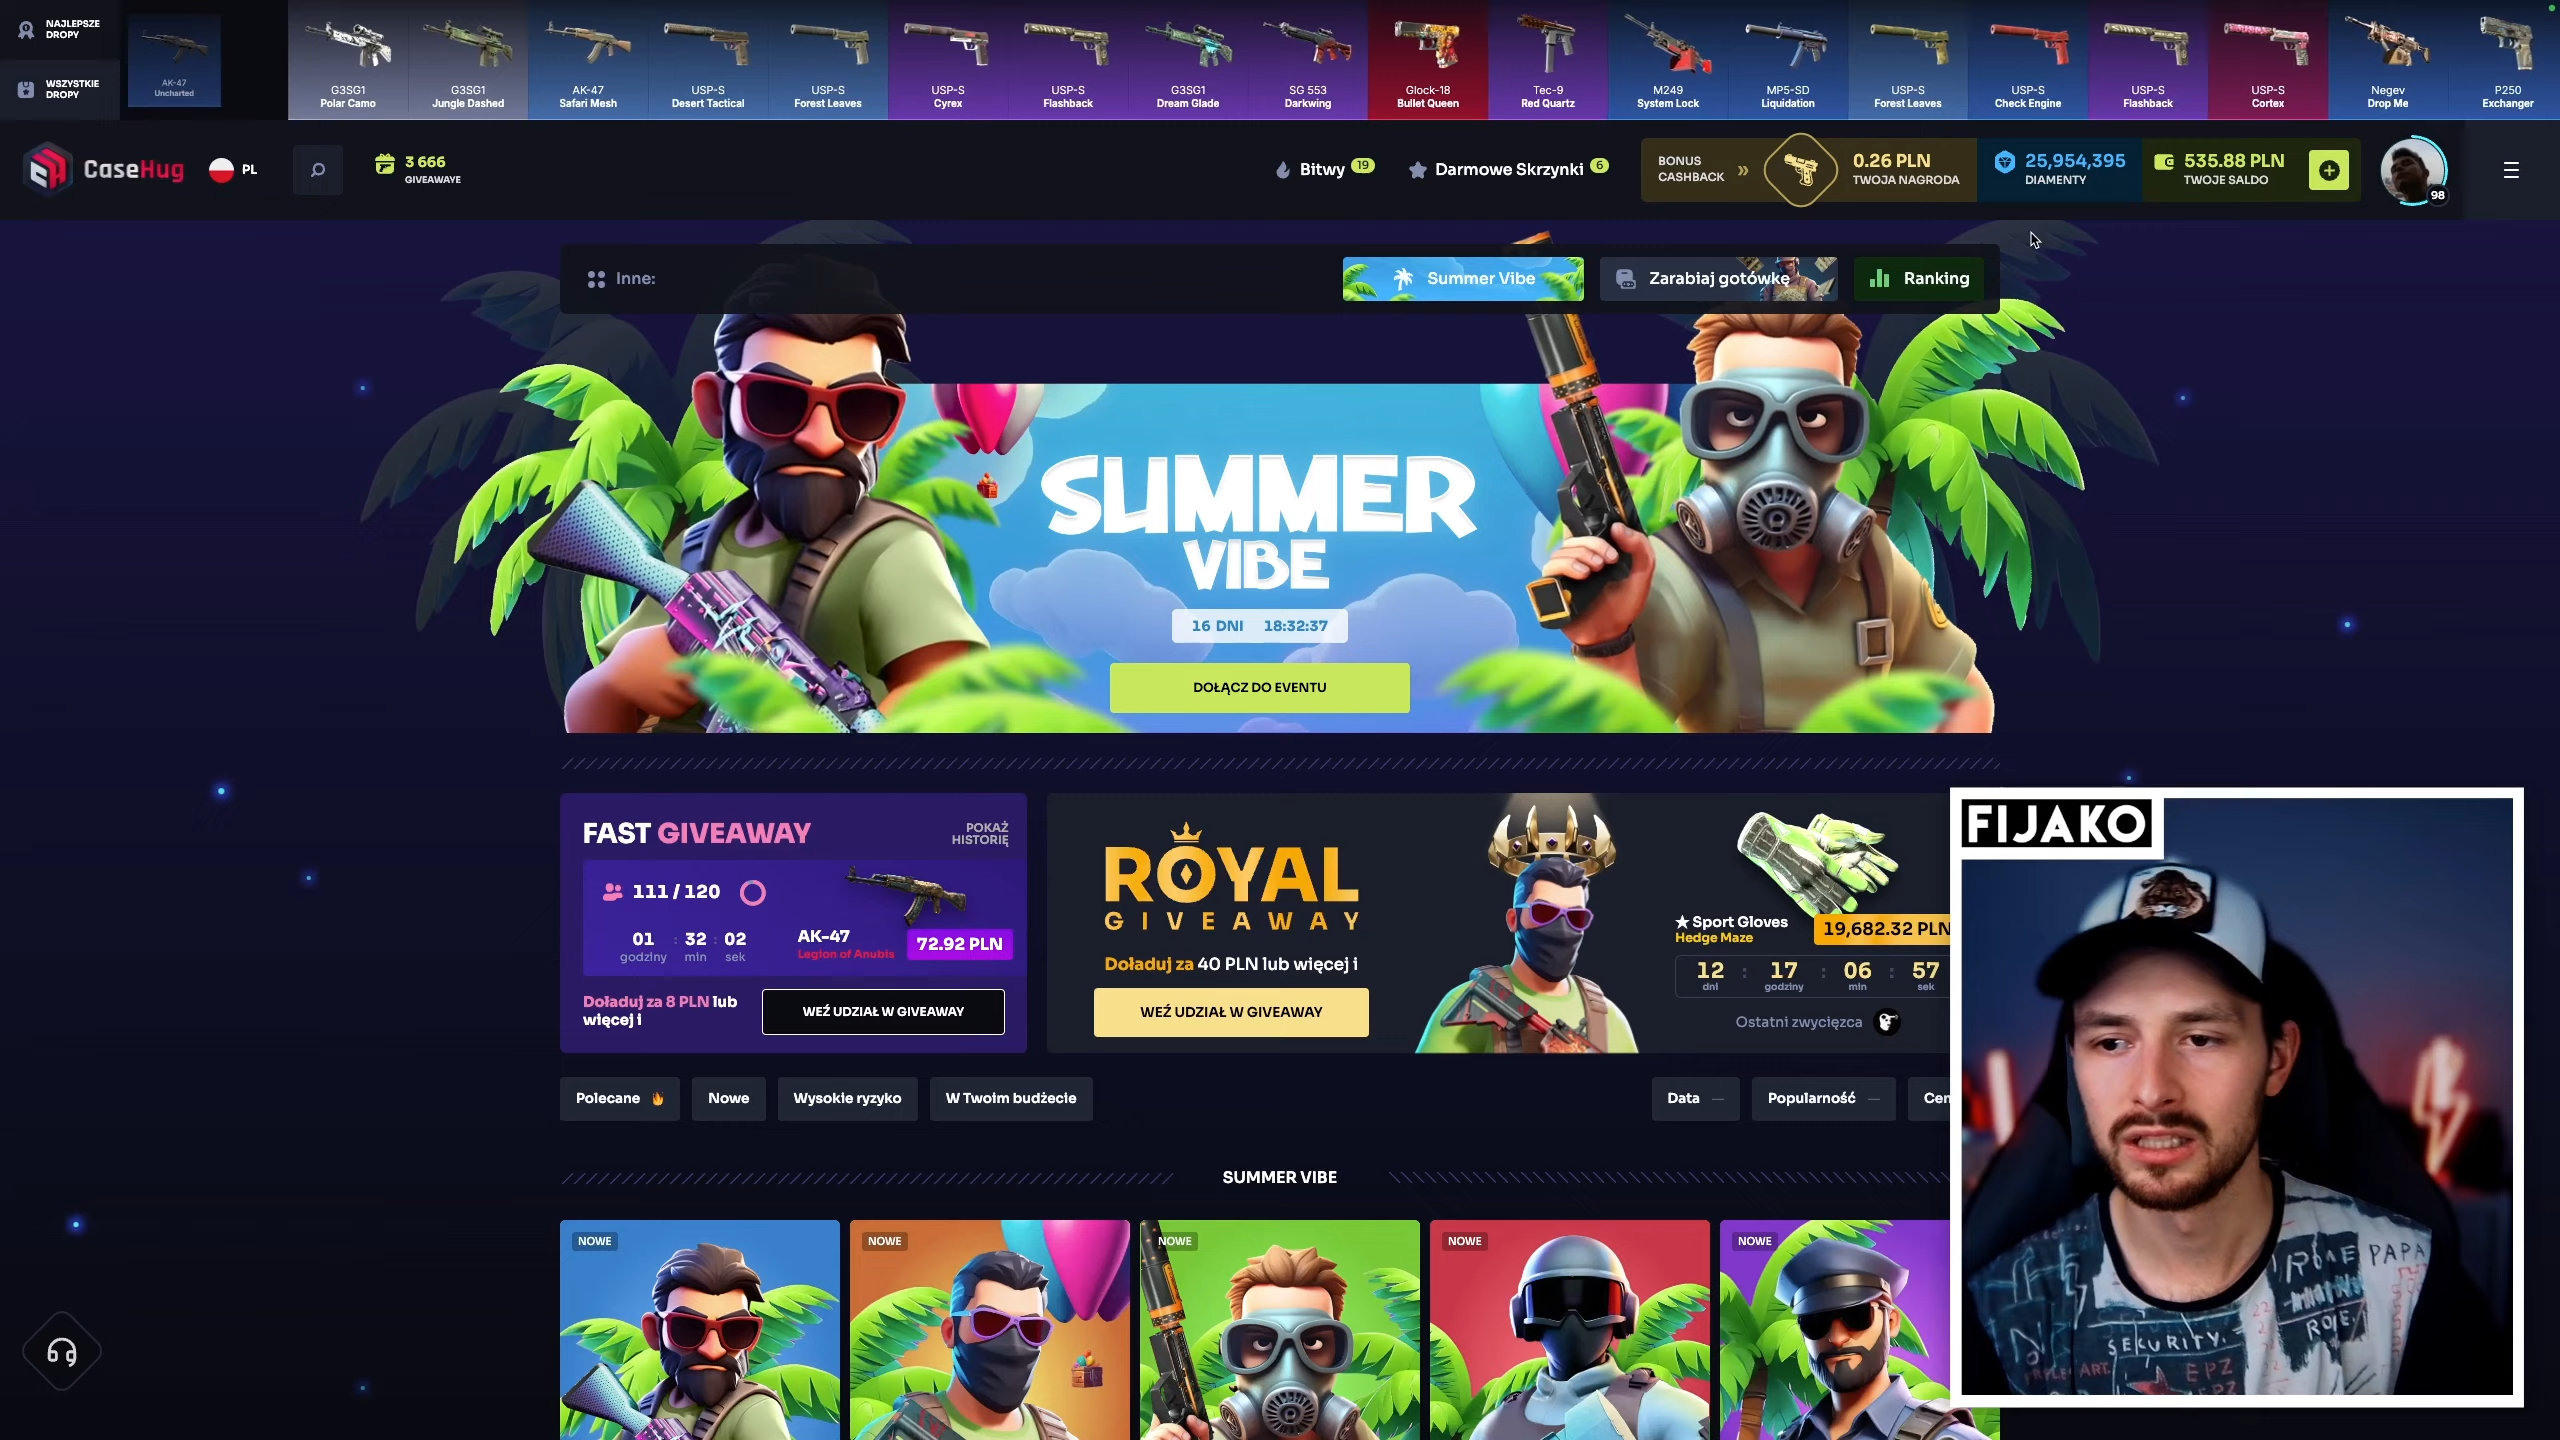 NAJLEPSZE
DROPY
WSZYSTKIE
DROPY
AK-47
Uncharted
G3SG1
Polar Camo
G3SG1
Jungle Dashed
AK-47
Safari Mesh
USP-S
Desert Tactical
USP-S
Forest Leaves
USP-S
Cyrex
USP-S
Flashback
G3SG1
Dream Glade
SG 553
Darkwing
Glock-18
Bullet Queen
Tec-9
Red Quartz
M249
System Lock
MP5-SD
Liquidation
USP-S
Forest Leaves
USP-S
Check Engine
USP-S
Flashback
USP-S
Cortex
Negev
Drop Me
P250
Exchanger
CaseHug
PL
3 666
GIVEAWAYE
Bitwy 19
Darmowe Skrzynki 6
BONUS
CASHBACK
0.26 PLN
TWOJA NAGRODA
25,954,395
DIAMENTY
535.88 PLN
TWOJE SALDO
98
Inne:
Summer Vibe
Zarabiaj gotówkę
Ranking
SUMMER
VIBE
16 DNI 18:32:37
DOŁĄCZ DO EVENTU
FAST GIVEAWAY
POKAŻ
HISTORIĘ
111 / 120
01 : 32 : 02
godziny min sek
AK-47
Legion of Anubis
72.92 PLN
Doładuj za 8 PLN lub
więcej i
WEŹ UDZIAŁ W GIVEAWAY
ROYAL
GIVEAWAY
Doładuj za 40 PLN lub więcej i
WEŹ UDZIAŁ W GIVEAWAY
★ Sport Gloves
Hedge Maze
19,682.32 PLN
12 : 17 : 06 : 57
dni godziny min sek
Ostatni zwycięzca
FIJAKO
Polecane
Nowe
Wysokie ryzyko
W Twoim budżecie
Data
Popularność
Cen
SUMMER VIBE
NOWE
NOWE
NOWE
NOWE
NOWE
PAPA
SECURITY.
ROIE.
EPZ